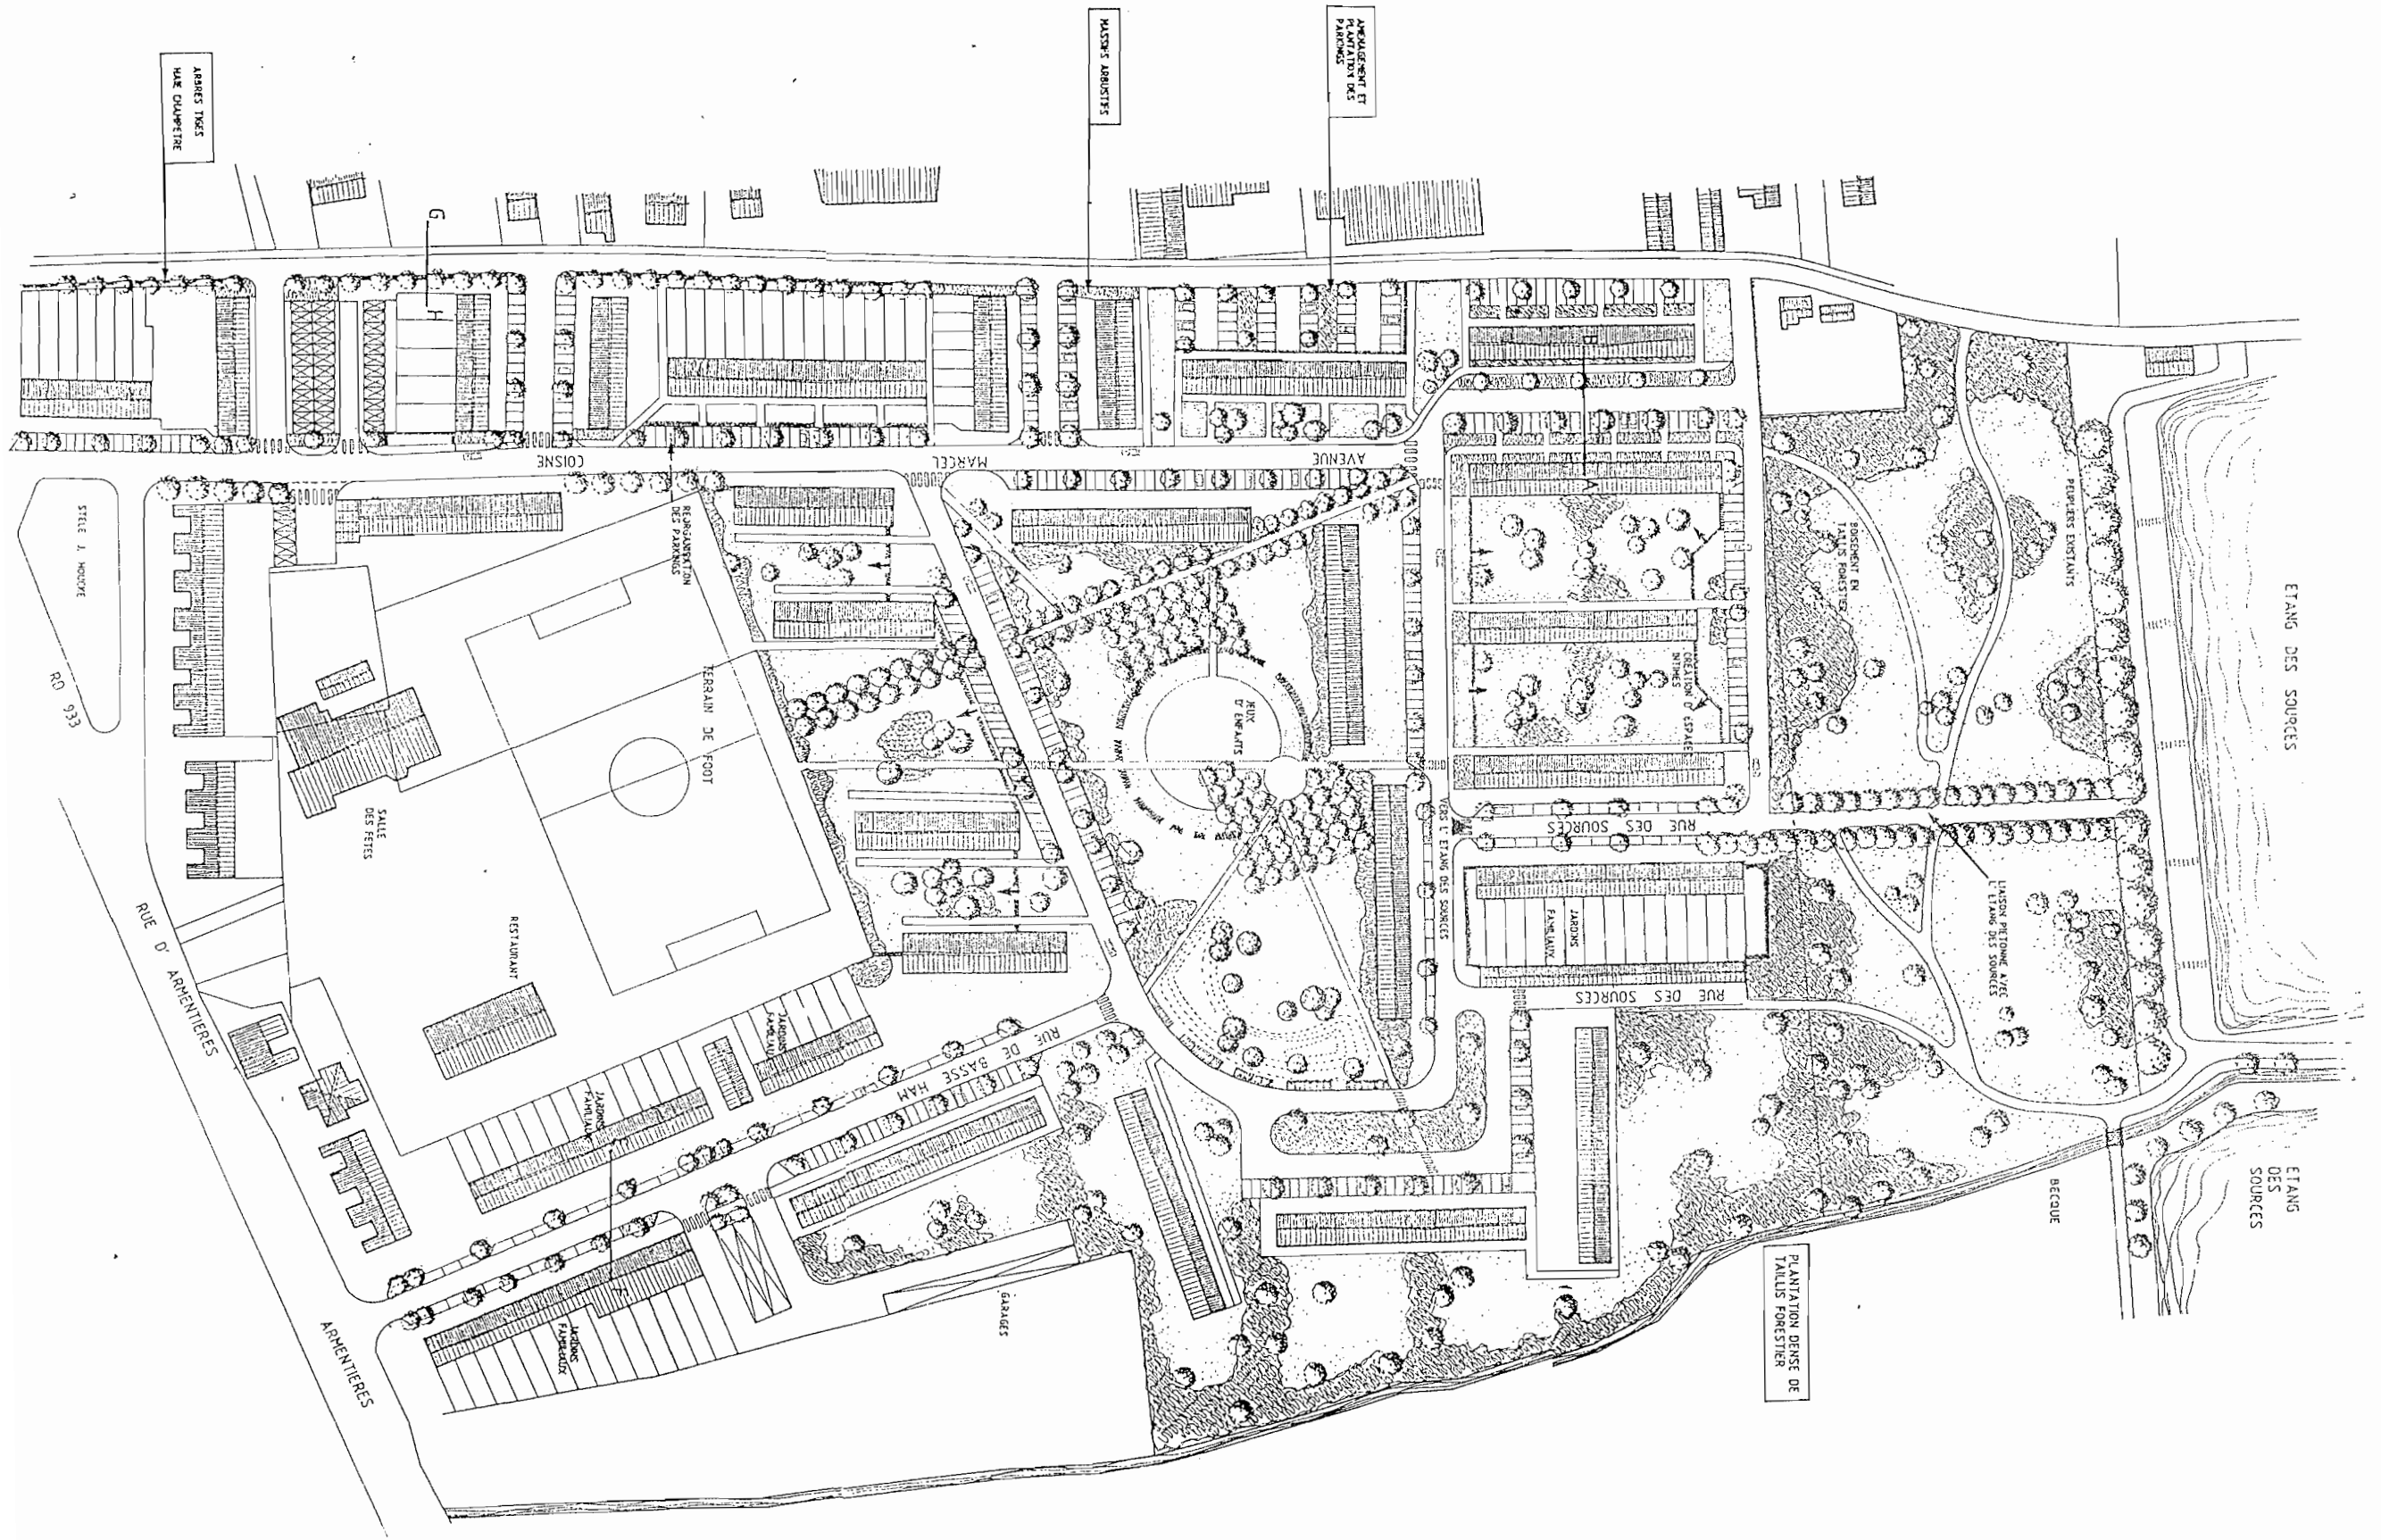 ARBRES TIGES
HAIE CHAMPETRE
MASSIFS ARBUSTIFS
AMENAGEMENT ET
PLANTATION DES
PARKINGS
G
H
B
A
AVENUE MARCEL COISNE
REORGANISATION
DES PARKINGS
STELE J. HOUCKE
RD 933
RUE D' ARMENTIERES
ARMENTIERES
SALLE
DES FETES
TERRAIN DE FOOT
RESTAURANT
JARDINS
FAMILIAUX
JARDINS
FAMILIAUX
RUE DE BASSE HAM
JARDINS
FAMILIAUX
GARAGES
JEUX
D' ENFANTS
CREATION D' ESPACES
INTIMES
VERS L' ETANG DES SOURCES
RUE DES SOURCES
JARDINS
FAMILIAUX
RUE DES SOURCES
BOISEMENT EN
TAILLIS FORESTIER
PEUPLIERS EXISTANTS
LIAISON PIETONNE AVEC
L' ETANG DES SOURCES
ETANG DES SOURCES
ETANG
DES
SOURCES
BECQUE
PLANTATION DENSE DE
TAILLIS FORESTIER